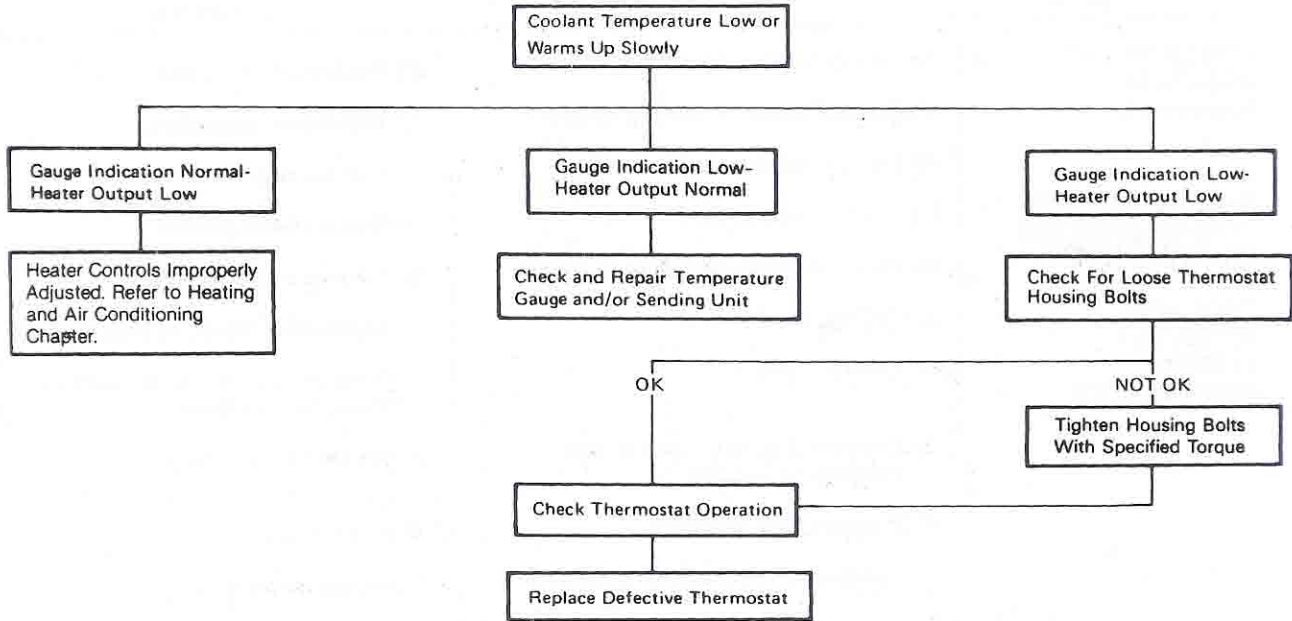 Coolant Temperature Low or
Warms Up Slowly
Gauge Indication Normal-
Heater Output Low
Gauge Indication Low-
Heater Output Normal
Gauge Indication Low-
Heater Output Low
Heater Controls Improperly
Adjusted. Refer to Heating
and Air Conditioning
Chapter.
Check and Repair Temperature
Gauge and/or Sending Unit
Check For Loose Thermostat
Housing Bolts
OK
NOT OK
Tighten Housing Bolts
With Specified Torque
Check Thermostat Operation
Replace Defective Thermostat